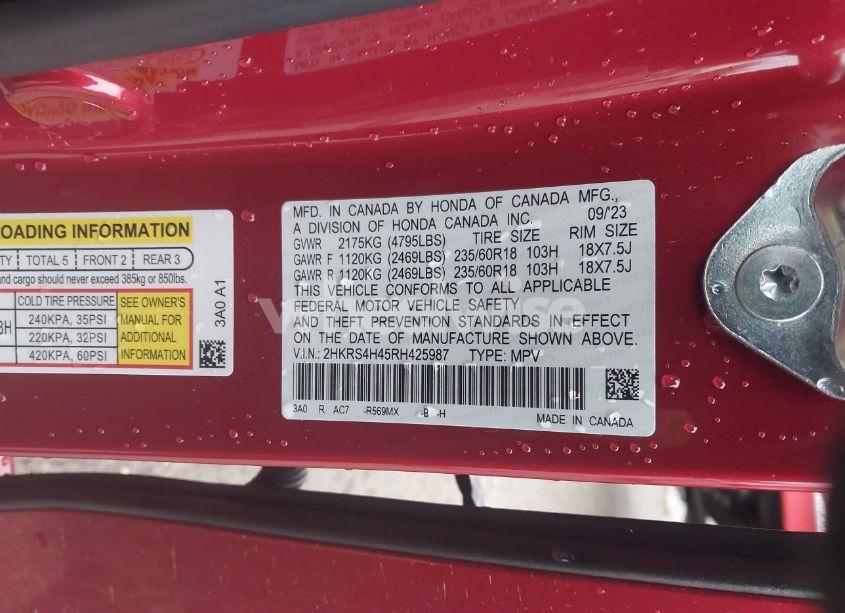 OADING INFORMATION
TY TOTAL 5 FRONT 2 REAR 3
and cargo should never exceed 385kg or 850lbs.
COLD TIRE PRESSURE
240KPA, 35PSI
220KPA, 32PSI
420KPA, 60PSI
SEE OWNER'S
MANUAL FOR
ADDITIONAL
INFORMATION
3A0 A1
MFD. IN CANADA BY HONDA OF CANADA MFG.,
A DIVISION OF HONDA CANADA INC. 09/'23
GVWR 2175KG (4795LBS) TIRE SIZE RIM SIZE
GAWR F 1120KG (2469LBS) 235/60R18 103H 18X7.5J
GAWR R 1120KG (2469LBS) 235/60R18 103H 18X7.5J
THIS VEHICLE CONFORMS TO ALL APPLICABLE
FEDERAL MOTOR VEHICLE SAFETY
AND THEFT PREVENTION STANDARDS IN EFFECT
ON THE DATE OF MANUFACTURE SHOWN ABOVE.
V.I.N.: 2HKRS4H45RH425987 TYPE: MPV
3A0 R AC7 -R569MX -B -H
MADE IN CANADA